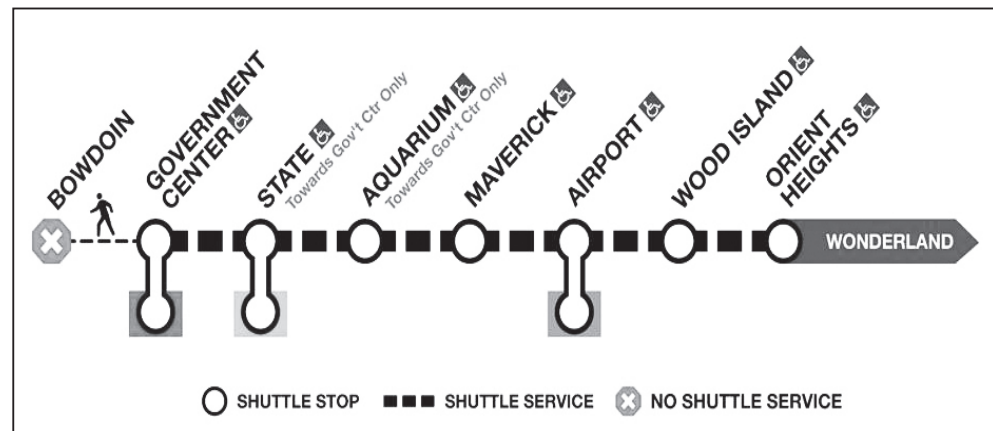 BOWDOIN
GOVERNMENT
CENTER
STATE
Towards Gov't Ctr Only
AQUARIUM
Towards Gov't Ctr Only
MAVERICK
AIRPORT
WOOD ISLAND
ORIENT
HEIGHTS
WONDERLAND
SHUTTLE STOP
SHUTTLE SERVICE
NO SHUTTLE SERVICE